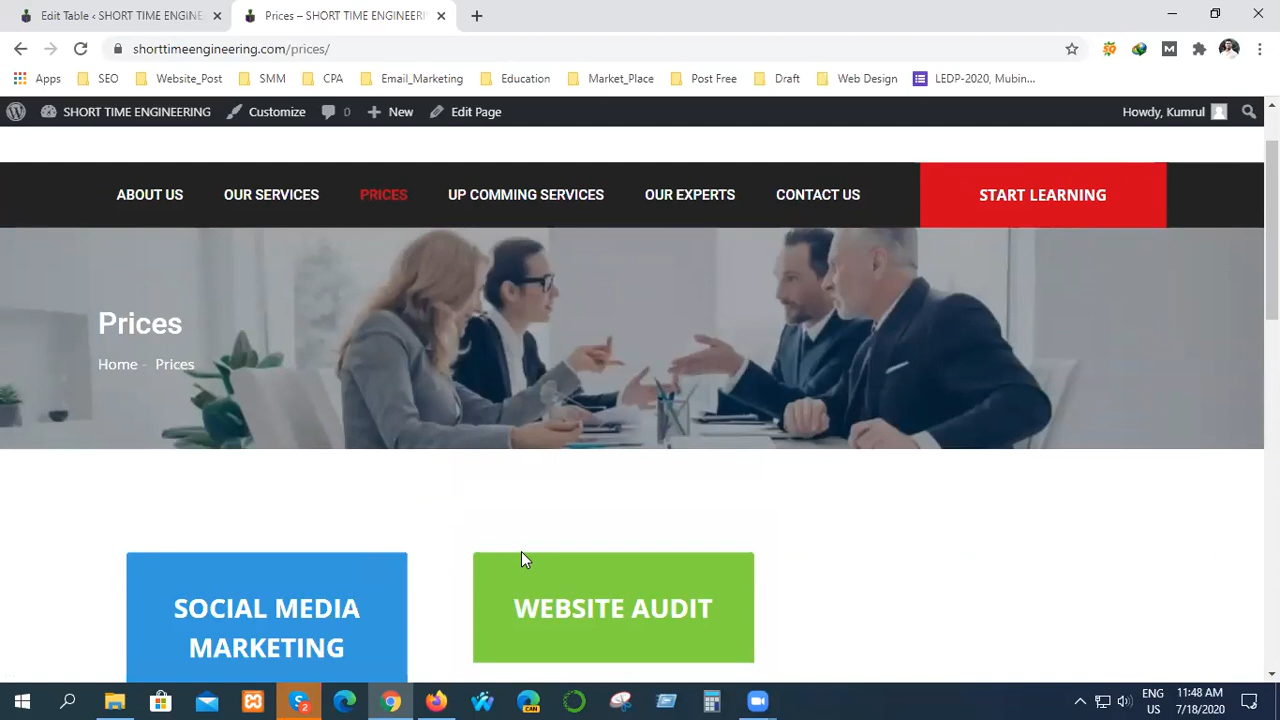 Edit Table ‹ SHORT TIME ENGINE
Prices – SHORT TIME ENGINEERI
shorttimeengineering.com/prices/
Apps
SEO
Website_Post
SMM
CPA
Email_Marketing
Education
Market_Place
Post Free
Draft
Web Design
LEDP-2020, Mubin...
SHORT TIME ENGINEERING
Customize
0
New
Edit Page
Howdy, Kumrul
ABOUT US
OUR SERVICES
PRICES
UP COMMING SERVICES
OUR EXPERTS
CONTACT US
START LEARNING
Prices
Home - Prices
SOCIAL MEDIA
MARKETING
WEBSITE AUDIT
2
CAN
ENG
US
11:48 AM
7/18/2020